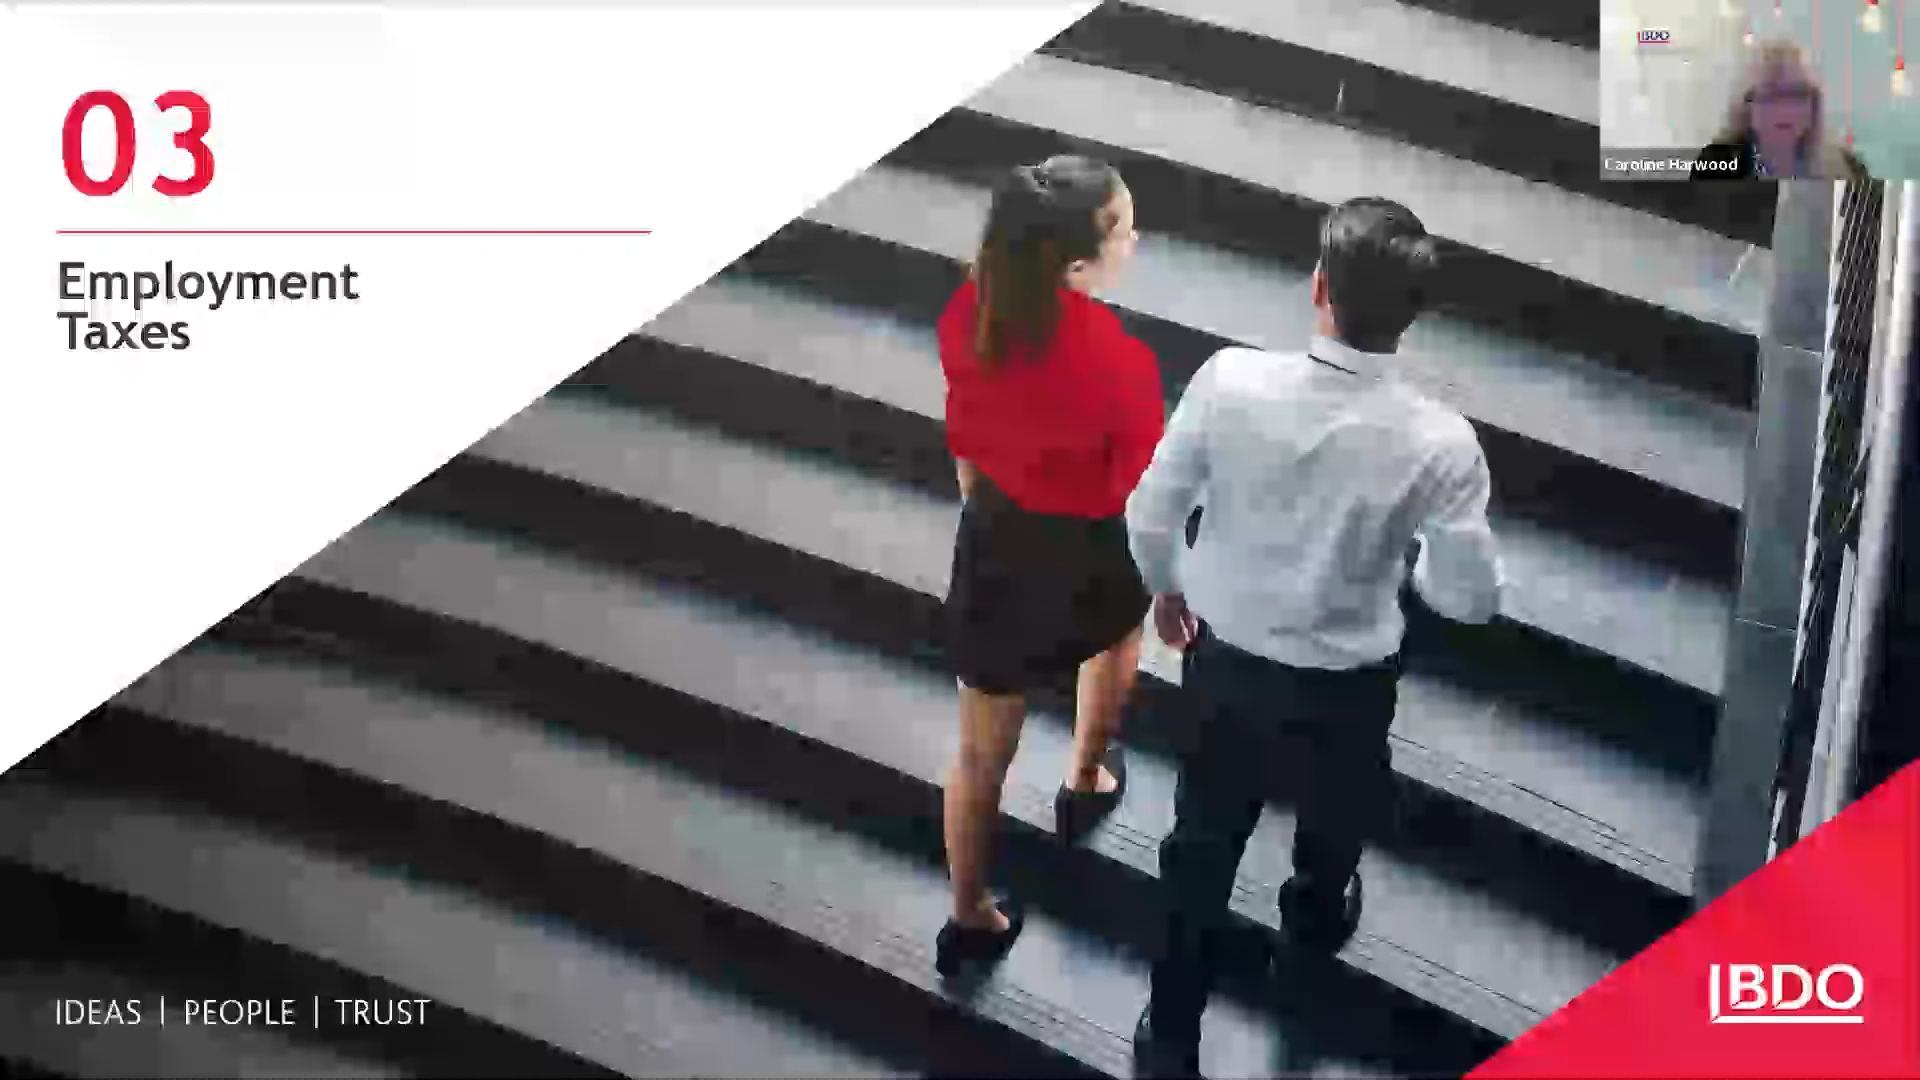 03
Employment
Taxes
BDO
Caroline Harwood
IDEAS | PEOPLE | TRUST
BDO